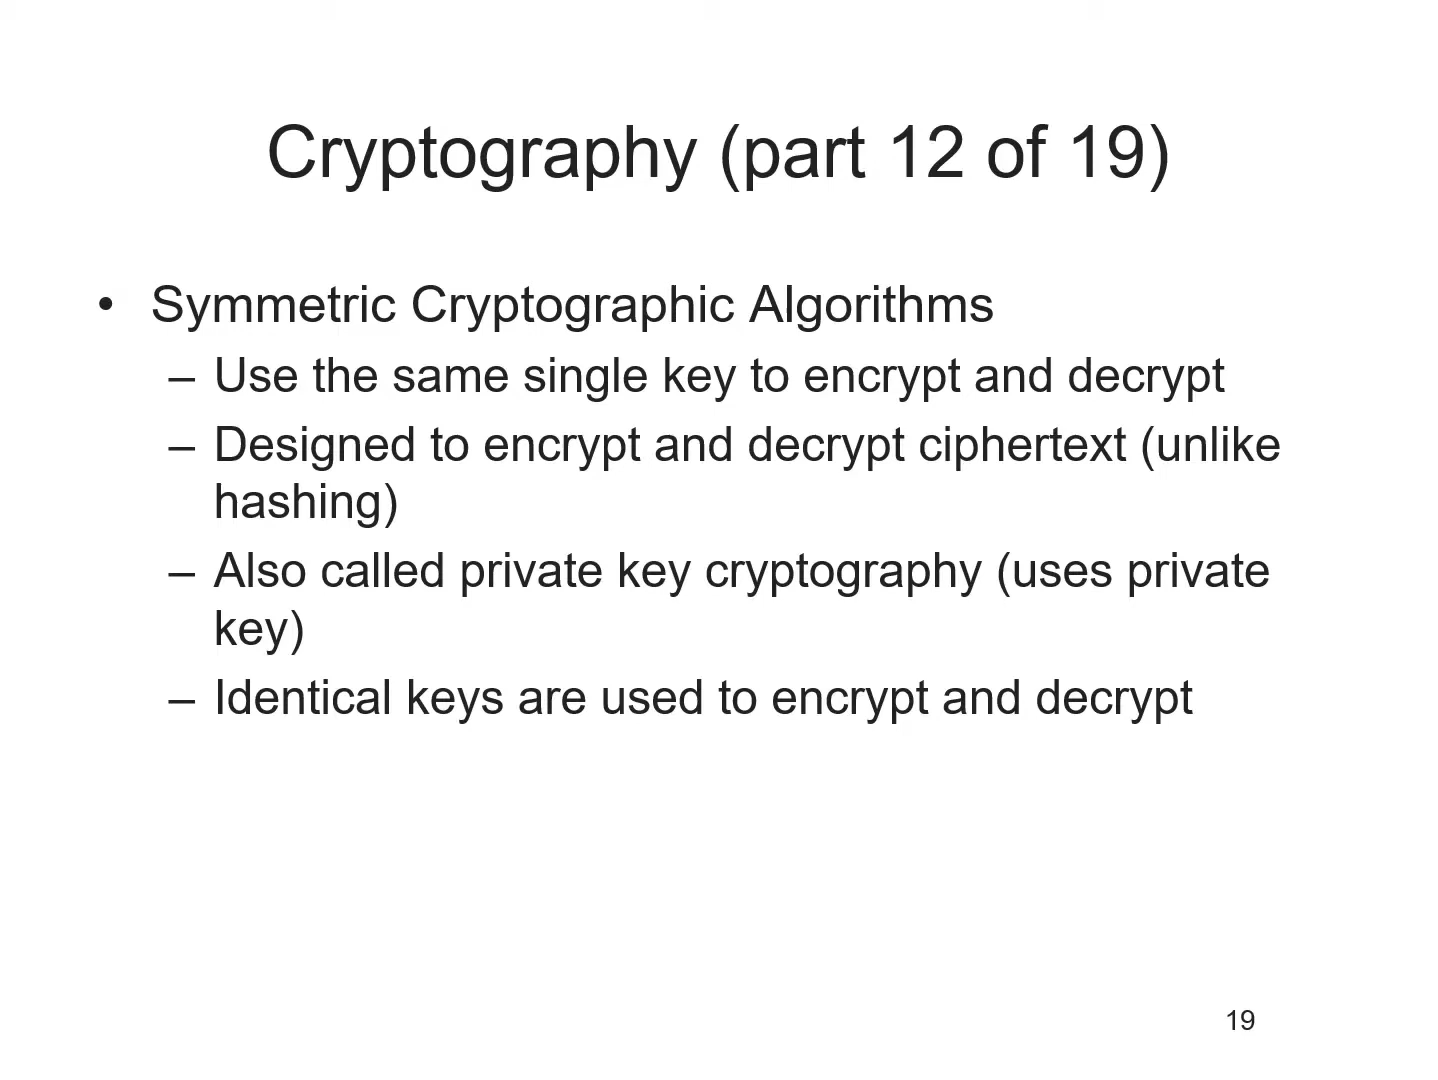 Cryptography (part 12 of 19)
• Symmetric Cryptographic Algorithms
– Use the same single key to encrypt and decrypt
– Designed to encrypt and decrypt ciphertext (unlike
hashing)
– Also called private key cryptography (uses private
key)
– Identical keys are used to encrypt and decrypt
19